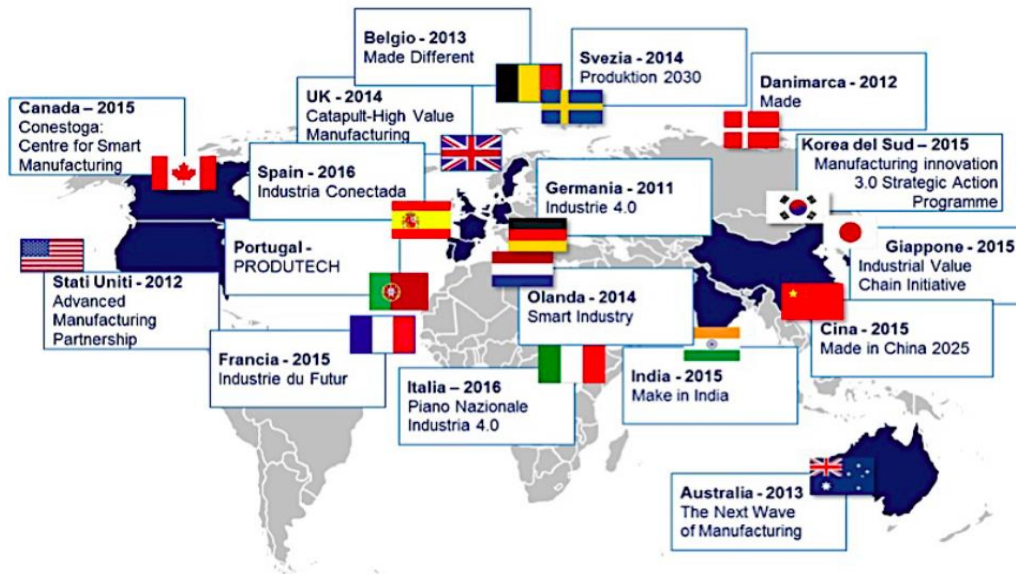 Belgio - 2013
Made Different
Svezia - 2014
Produktion 2030
Danimarca - 2012
Made
Canada – 2015
Conestoga:
Centre for Smart
Manufacturing
UK - 2014
Catapult-High Value
Manufacturing
Korea del Sud – 2015
Manufacturing innovation
3.0 Strategic Action
Programme
Spain - 2016
Industria Conectada
Germania - 2011
Industrie 4.0
Portugal -
PRODUTECH
Giappone - 2015
Industrial Value
Chain Initiative
Stati Uniti - 2012
Advanced
Manufacturing
Partnership
Olanda - 2014
Smart Industry
Cina - 2015
Made in China 2025
Francia - 2015
Industrie du Futur
Italia – 2016
Piano Nazionale
Industria 4.0
India - 2015
Make in India
Australia - 2013
The Next Wave
of Manufacturing